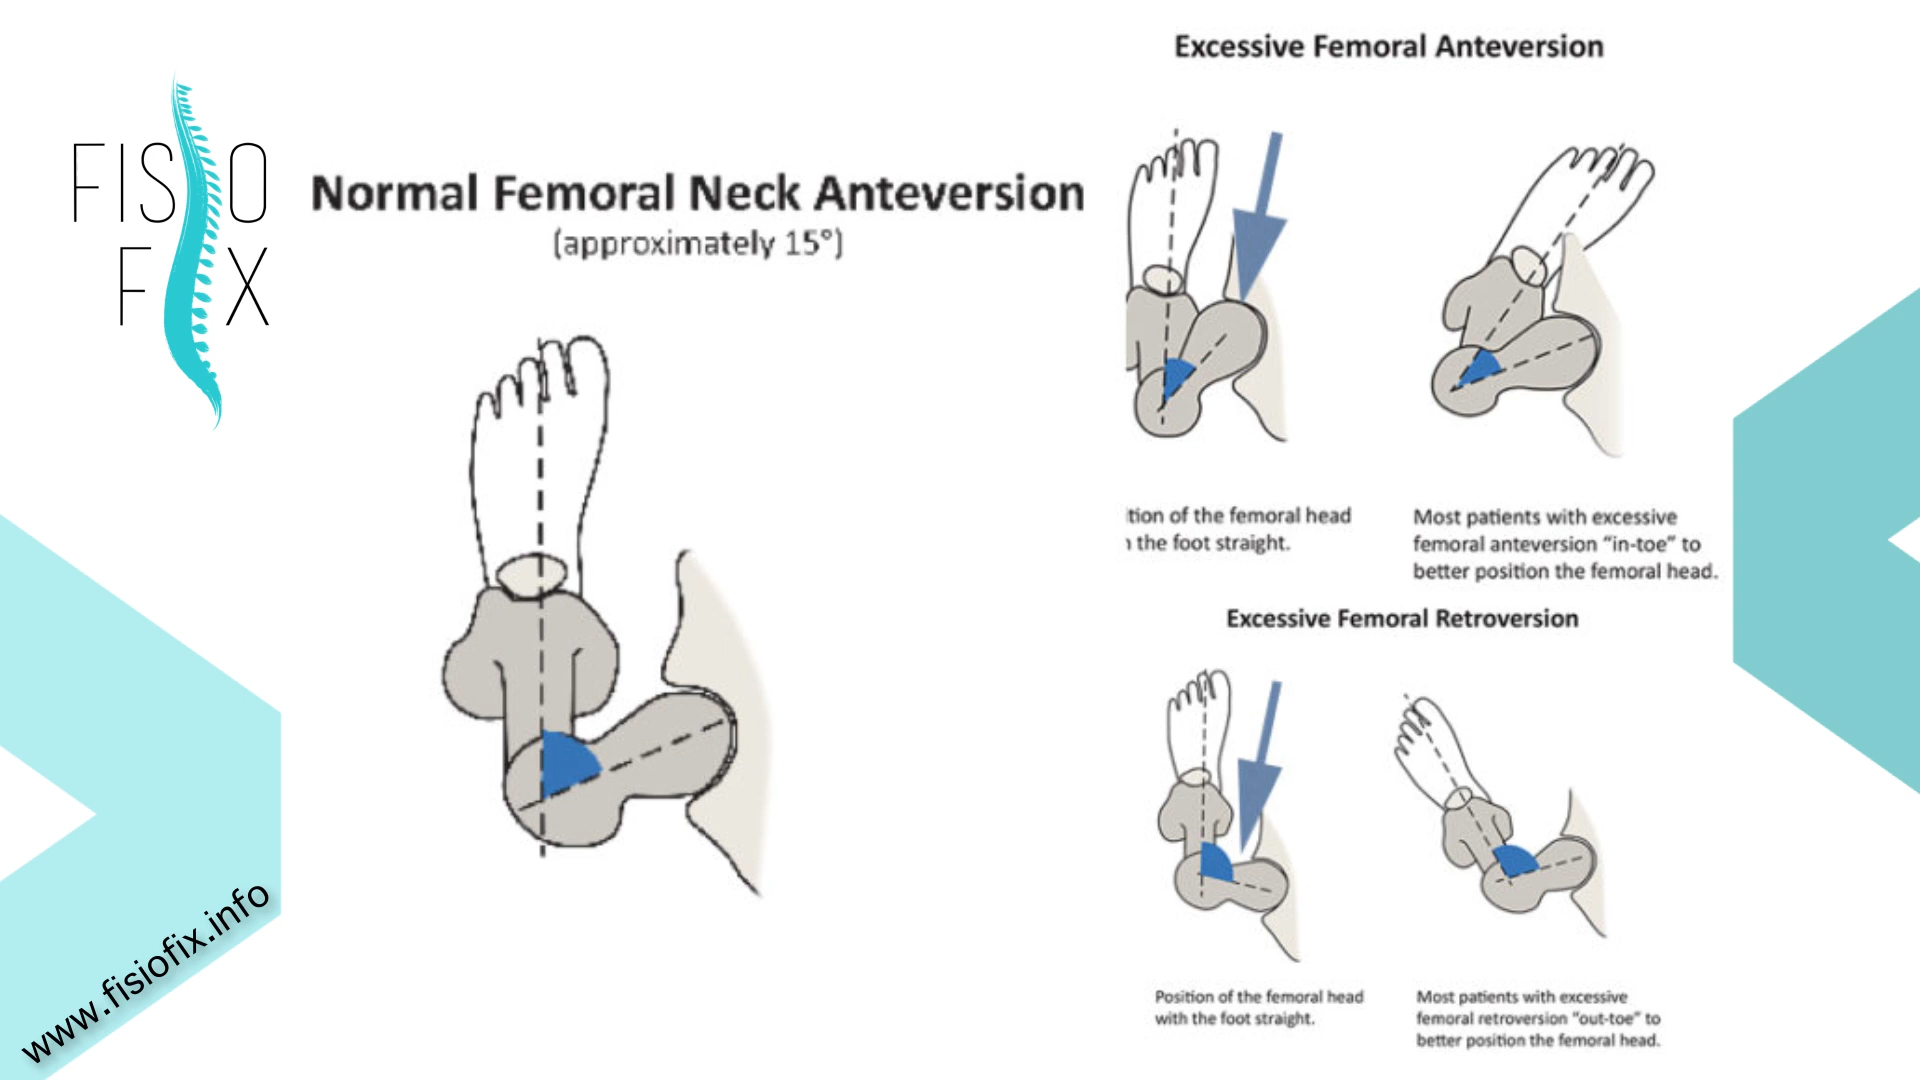 FISIO
FIX
Normal Femoral Neck Anteversion
(approximately 15°)
Excessive Femoral Anteversion
tion of the femoral head
the foot straight.
Most patients with excessive
femoral anteversion “in-toe” to
better position the femoral head.
Excessive Femoral Retroversion
Position of the femoral head
with the foot straight.
Most patients with excessive
femoral retroversion “out-toe” to
better position the femoral head.
www.fisiofix.info